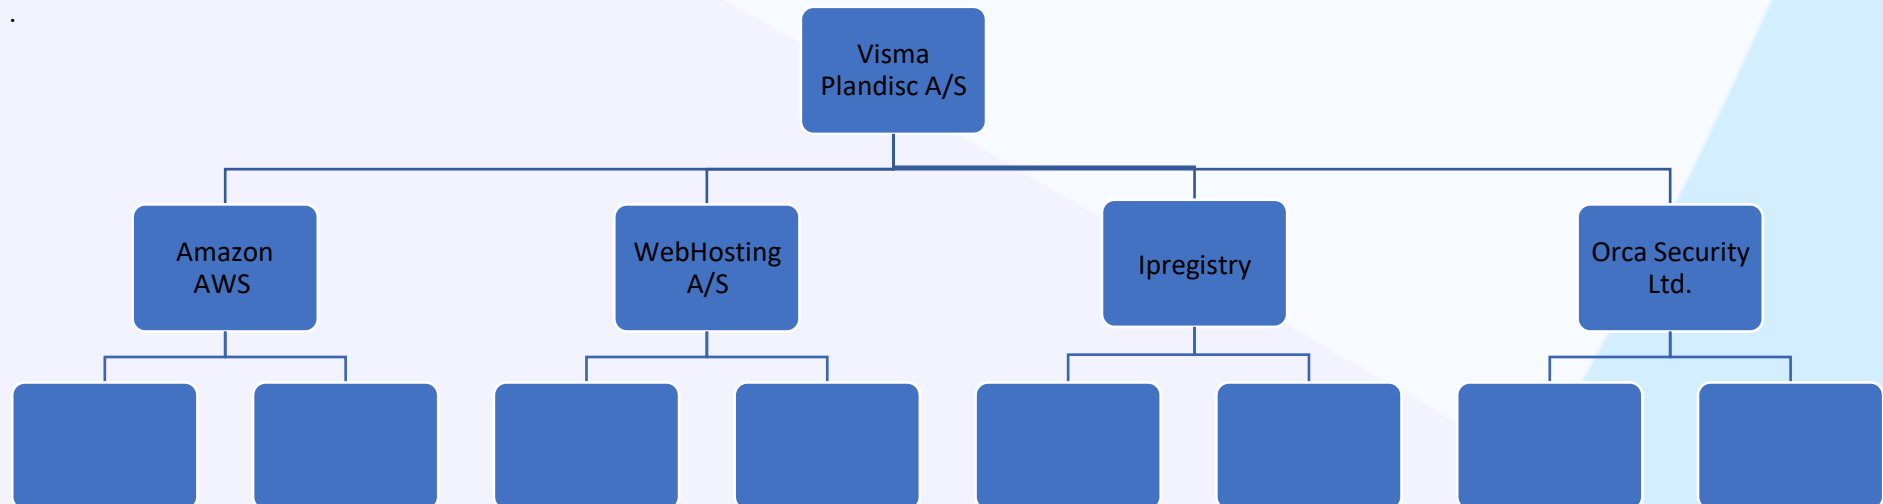 .
Visma
Plandisc A/S
Amazon
AWS
WebHosting
A/S
Ipregistry
Orca Security
Ltd.